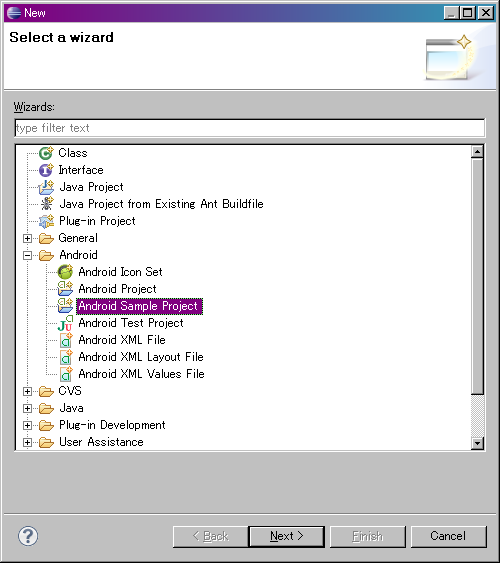 New
Select a wizard
Wizards:
type filter text
Class
Interface
Java Project
Java Project from Existing Ant Buildfile
Plug-in Project
General
Android
Android Icon Set
Android Project
Android Sample Project
Android Test Project
Android XML File
Android XML Layout File
Android XML Values File
CVS
Java
Plug-in Development
User Assistance
< Back
Next >
Finish
Cancel